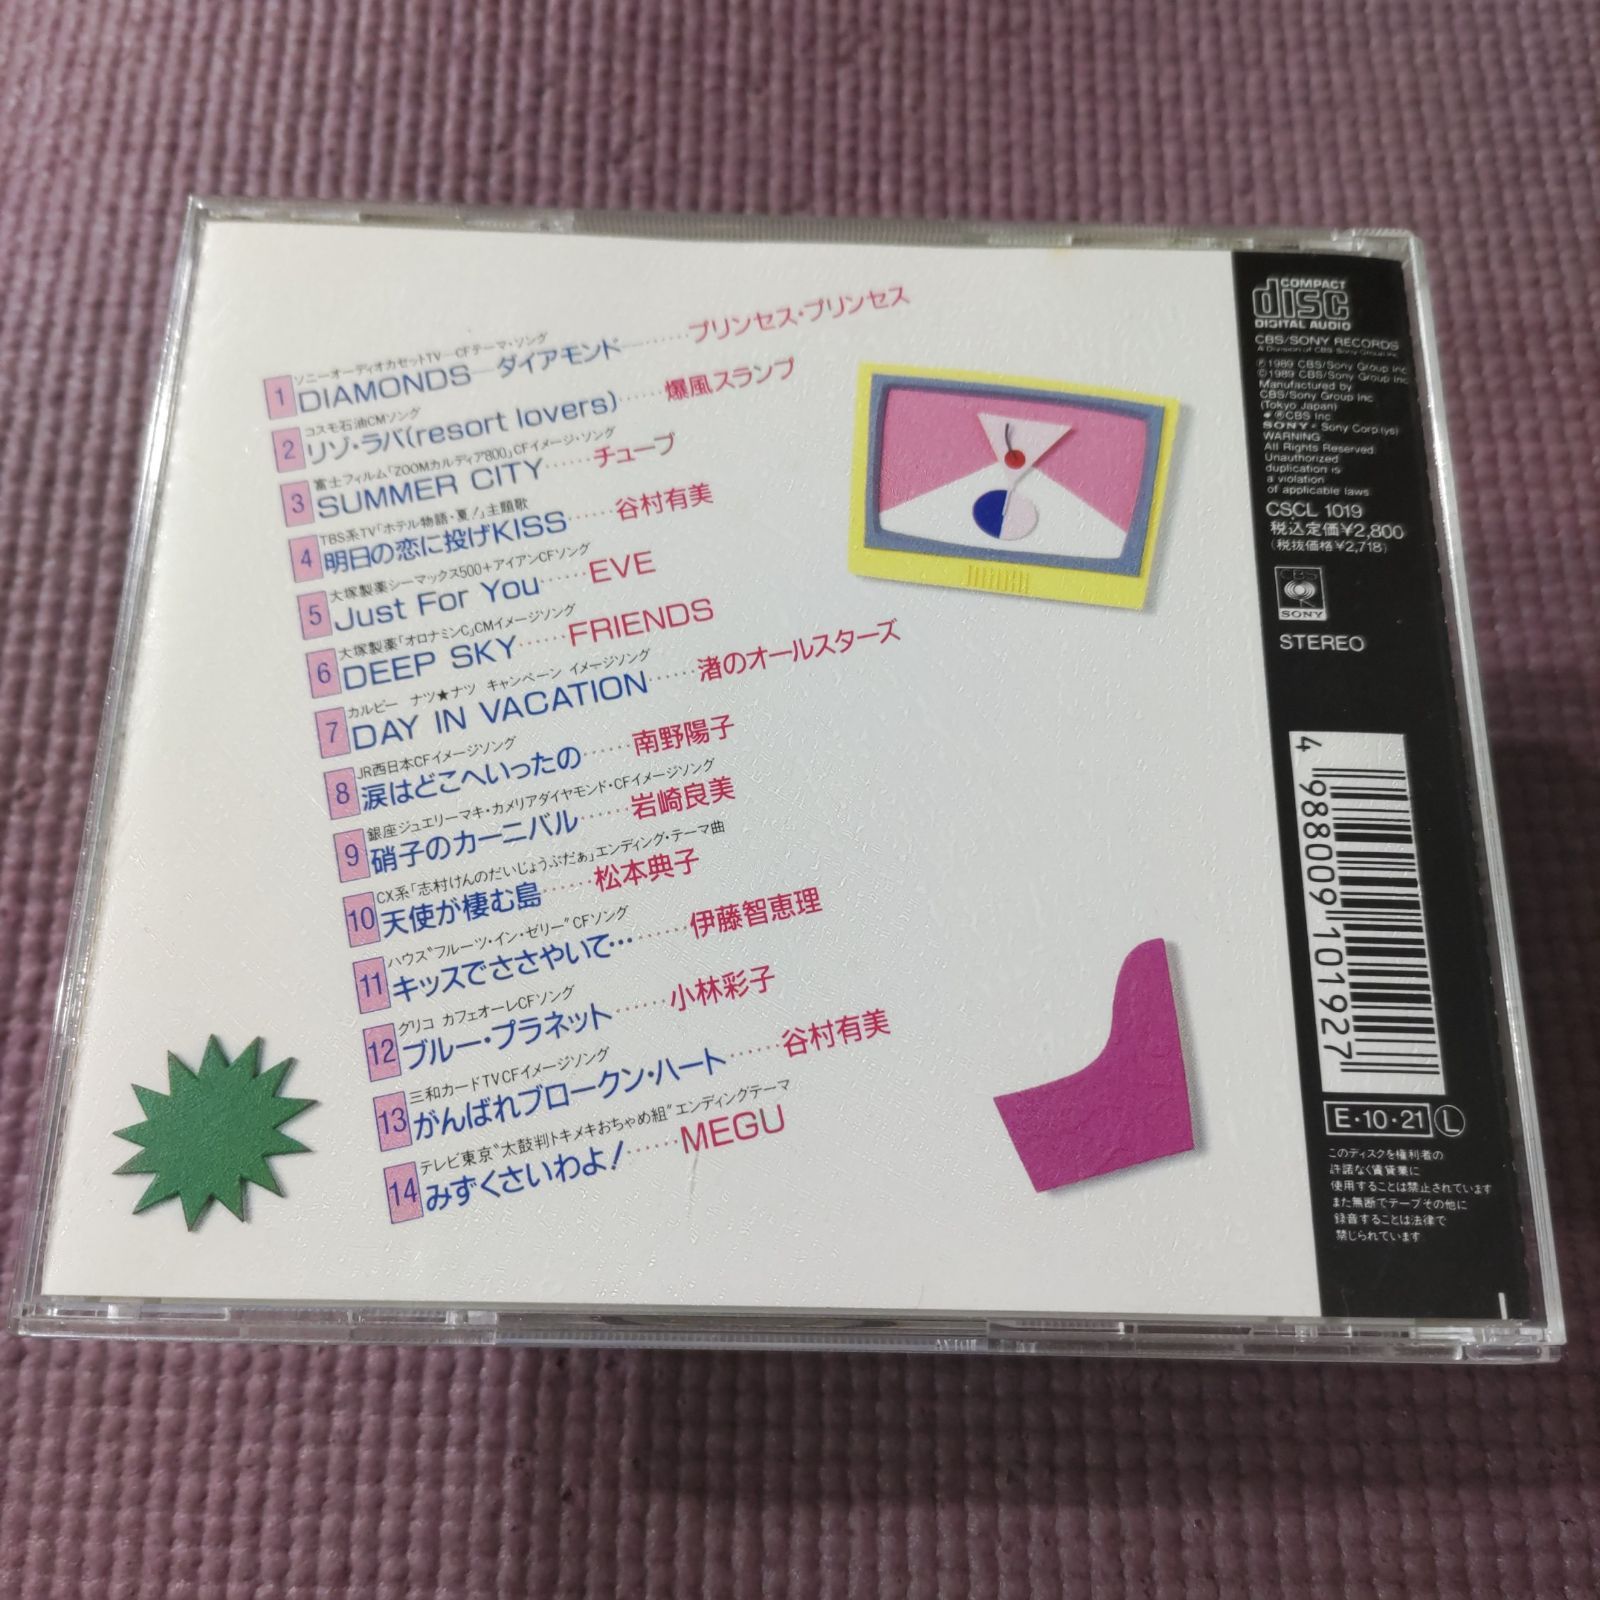 ソニーオーディオカセットTV―CFテーマ・ソング
1 DIAMONDS―ダイアモンド―……プリンセス・プリンセス
コスモ石油CMソング
2 リゾ・ラバ(resort lovers)……爆風スランプ
富士フィルム「ZOOMカルディア800」CFイメージ・ソング
3 SUMMER CITY……チューブ
TBS系TV「ホテル物語・夏!」主題歌
4 明日の恋に投げKISS……谷村有美
大塚製薬シーマックス500+アイアンCFソング
5 Just For You……EVE
大塚製薬「オロナミンC」CMイメージソング
6 DEEP SKY……FRIENDS
カルビー ナツ★ナツ キャンペーン イメージソング
7 DAY IN VACATION……渚のオールスターズ
JR西日本CFイメージソング
8 涙はどこへいったの……南野陽子
銀座ジュエリーマキ・カメリアダイヤモンド・CFイメージソング
9 硝子のカーニバル……岩崎良美
CX系「志村けんのだいじょうぶだぁ」エンディング・テーマ曲
10 天使が棲む島……松本典子
ハウス"フルーツ・イン・ゼリー"CFソング
11 キッスでささやいて………伊藤智恵理
グリコ カフェオーレCFソング
12 ブルー・プラネット……小林彩子
三和カードTVCFイメージソング
13 がんばれブロークン・ハート……谷村有美
テレビ東京"太鼓判トキメキおちゃめ組"エンディングテーマ
14 みずくさいわよ!……MEGU
COMPACT
disc
DIGITAL AUDIO
CBS/SONY RECORDS
A Division of CBS/Sony Group Inc.
℗1989 CBS/Sony Group Inc.
©1989 CBS/Sony Group Inc.
Manufactured by
CBS/Sony Group Inc.
(Tokyo Japan)
®CBS Inc.
SONY® Sony Corp.(ys)
WARNING
All Rights Reserved.
Unauthorized
duplication is
a violation
of applicable laws.
CSCL 1019
税込定価¥2,800
(税抜価格¥2,718)
CBS
SONY
STEREO
4 988009 101927
E・10・21 L
このディスクを権利者の
許諾なく賃貸業に
使用することは禁止されています
また無断でテープその他に
録音することは法律で
禁じられています